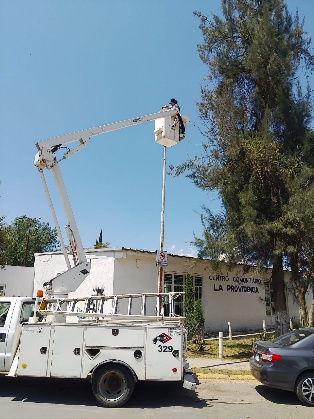 CENTRO COMUNITARIO
LA PROVIDENCIA
329